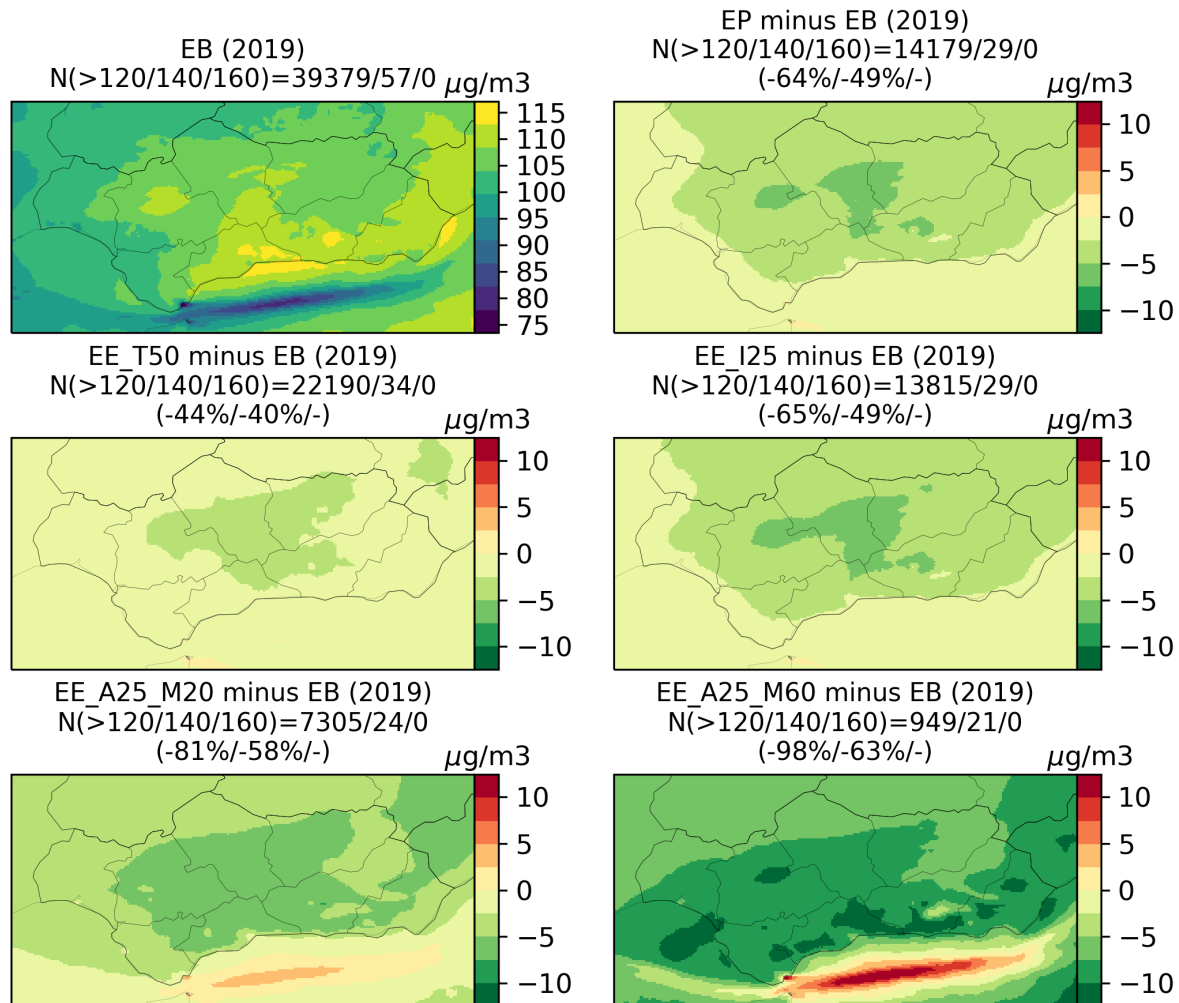 EB (2019)
N(>120/140/160)=39379/57/0
μg/m3
115
110
105
100
95
90
85
80
75
EP minus EB (2019)
N(>120/140/160)=14179/29/0
(-64%/-49%/-)
μg/m3
10
5
0
−5
−10
EE_T50 minus EB (2019)
N(>120/140/160)=22190/34/0
(-44%/-40%/-)
μg/m3
10
5
0
−5
−10
EE_I25 minus EB (2019)
N(>120/140/160)=13815/29/0
(-65%/-49%/-)
μg/m3
10
5
0
−5
−10
EE_A25_M20 minus EB (2019)
N(>120/140/160)=7305/24/0
(-81%/-58%/-)
μg/m3
10
5
0
−5
−10
EE_A25_M60 minus EB (2019)
N(>120/140/160)=949/21/0
(-98%/-63%/-)
μg/m3
10
5
0
−5
−10